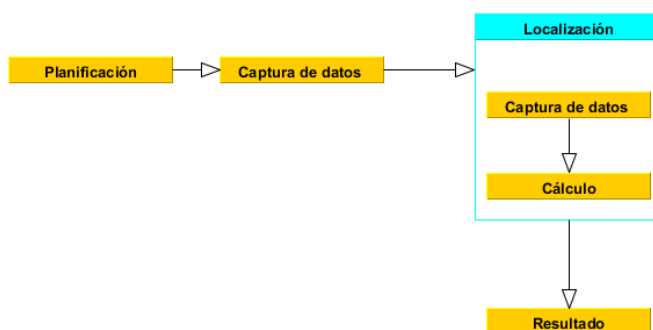 Localización
Planificación
Captura de datos
Captura de datos
Cálculo
Resultado